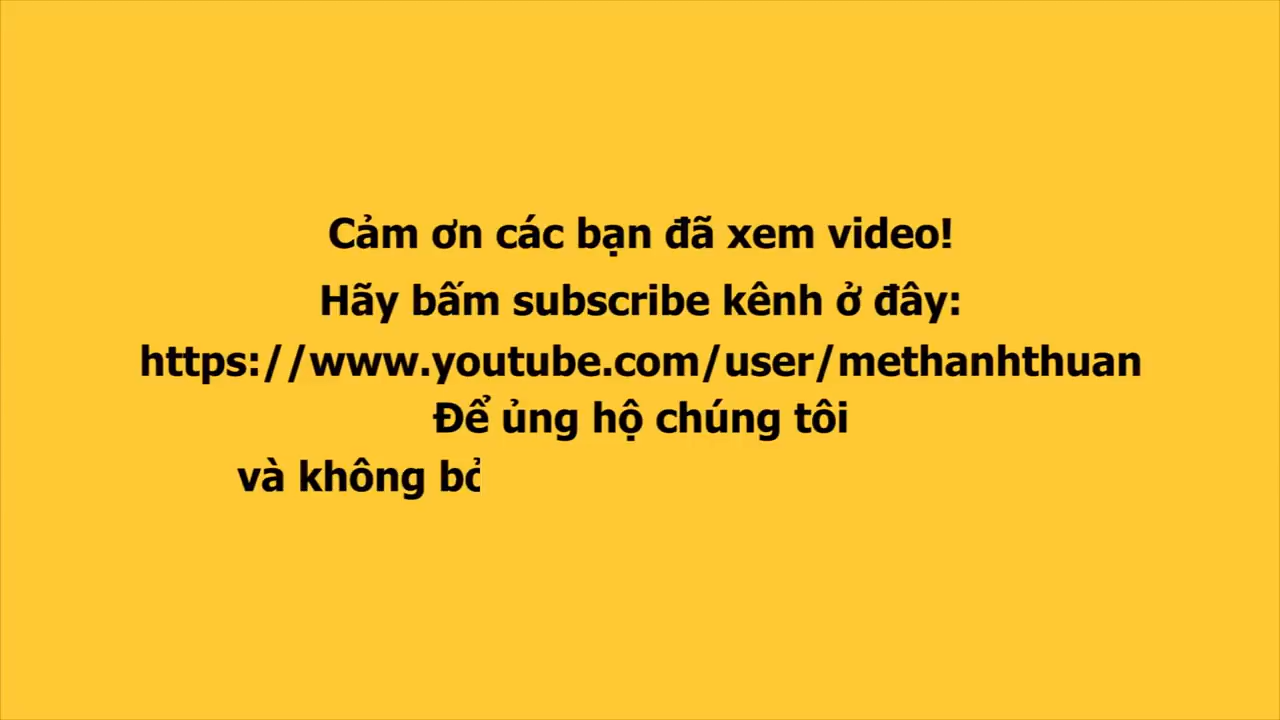 Cảm ơn các bạn đã xem video!
Hãy bấm subscribe kênh ở đây:
https://www.youtube.com/user/methanhthuan
Để ủng hộ chúng tôi
và không